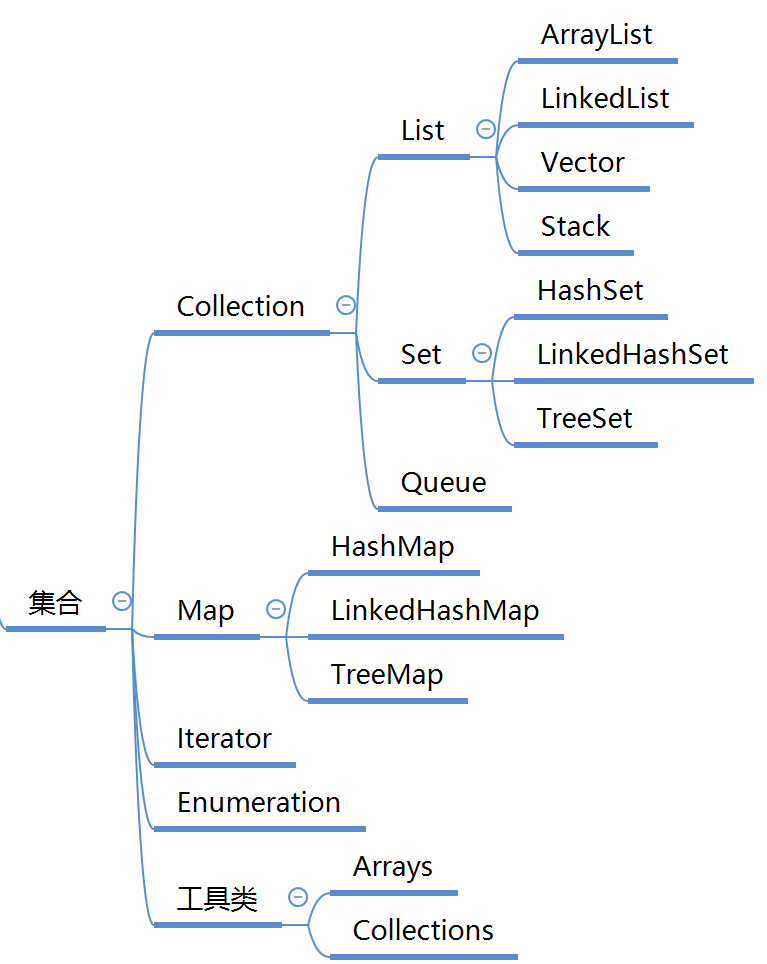 ArrayList
LinkedList
List
Vector
Stack
HashSet
Collection
Set
LinkedHashSet
TreeSet
Queue
HashMap
集合
Map
LinkedHashMap
TreeMap
Iterator
Enumeration
Arrays
工具类
Collections